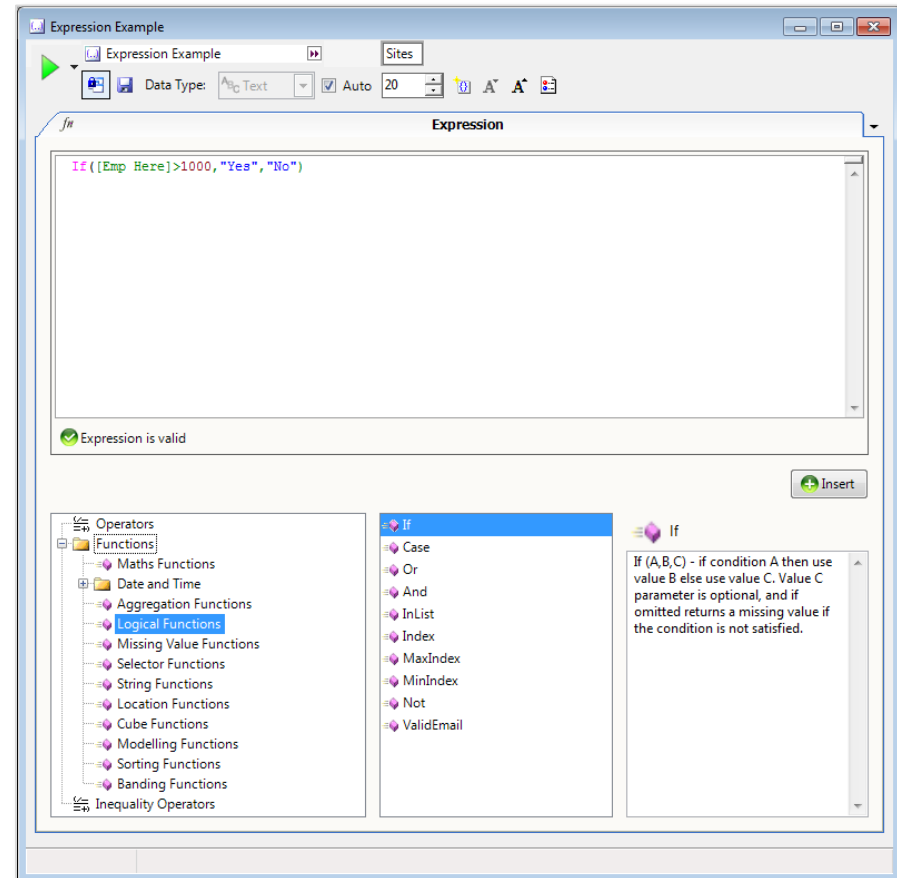 Expression Example
Expression Example
Sites
Data Type:
ABC Text
Auto
20
{} A A
fn
Expression
If([Emp Here]>1000,"Yes","No")
Expression is valid
Insert
Operators
Functions
Maths Functions
Date and Time
Aggregation Functions
Logical Functions
Missing Value Functions
Selector Functions
String Functions
Location Functions
Cube Functions
Modelling Functions
Sorting Functions
Banding Functions
Inequality Operators
If
Case
Or
And
InList
Index
MaxIndex
MinIndex
Not
ValidEmail
If
If (A,B,C) - if condition A then use
value B else use value C. Value C
parameter is optional, and if
omitted returns a missing value if
the condition is not satisfied.